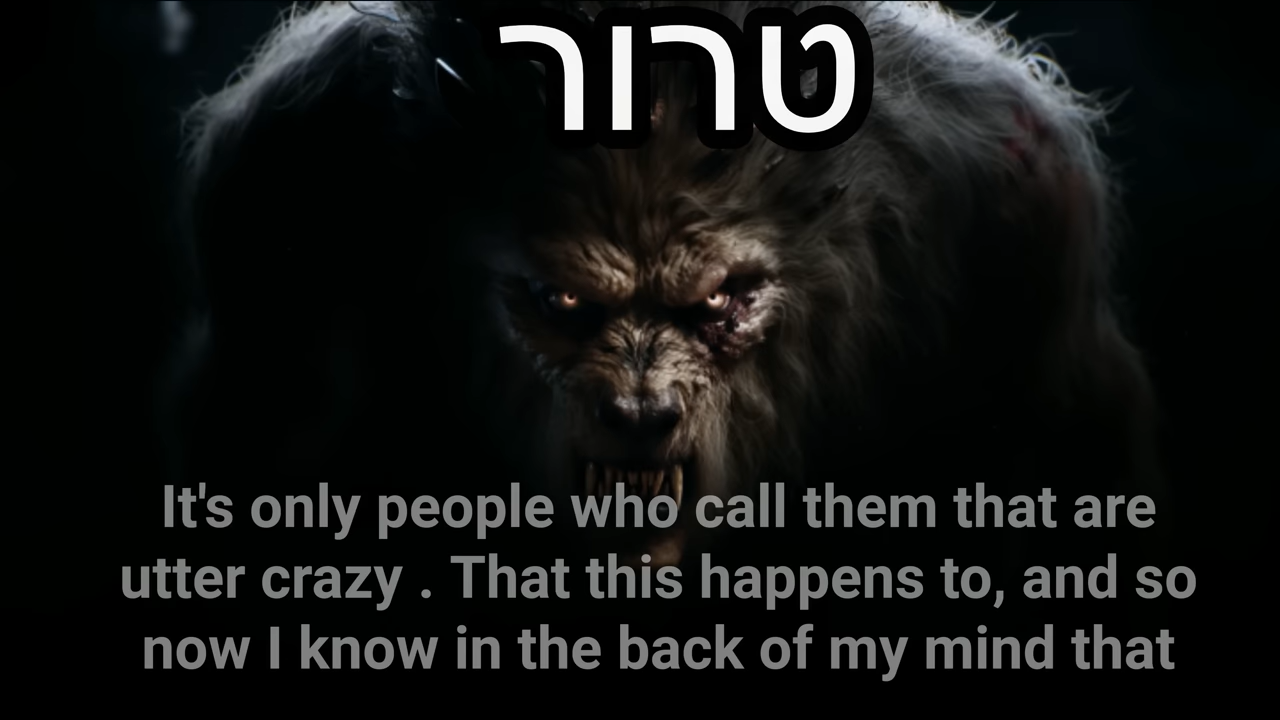 טרור
It's only people who call them that are
utter crazy . That this happens to, and so
now I know in the back of my mind that